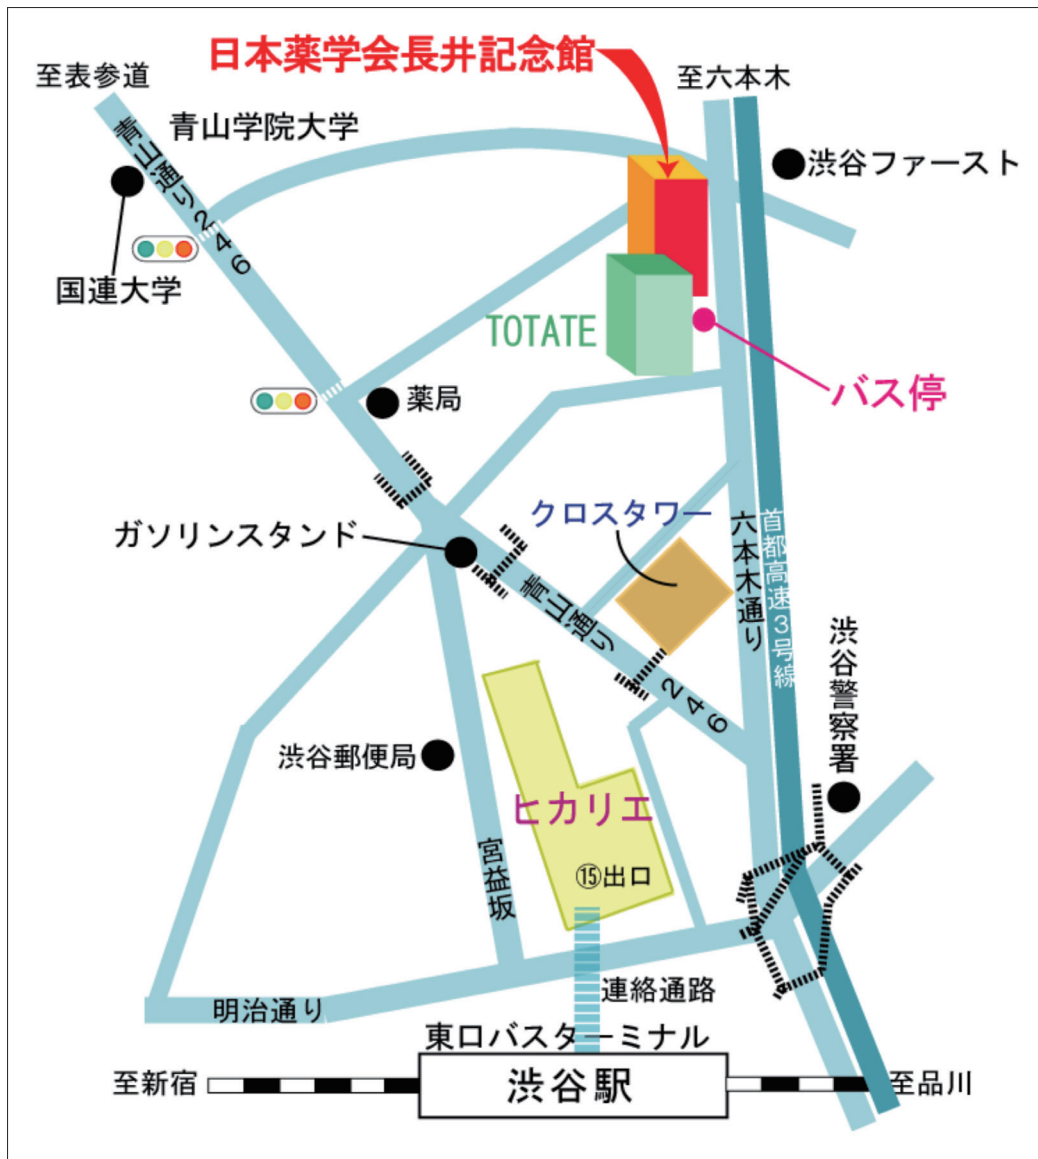 日本薬学会長井記念館
至表参道
至六本木
青山学院大学
青山通り246
渋谷ファースト
国連大学
TOTATE
バス停
薬局
クロスタワー
ガソリンスタンド
六本木通り
首都高速3号線
青山通り
246
渋谷警察署
渋谷郵便局
ヒカリエ
宮益坂
⑮出口
連絡通路
明治通り
東口バスターミナル
至新宿
渋谷駅
至品川